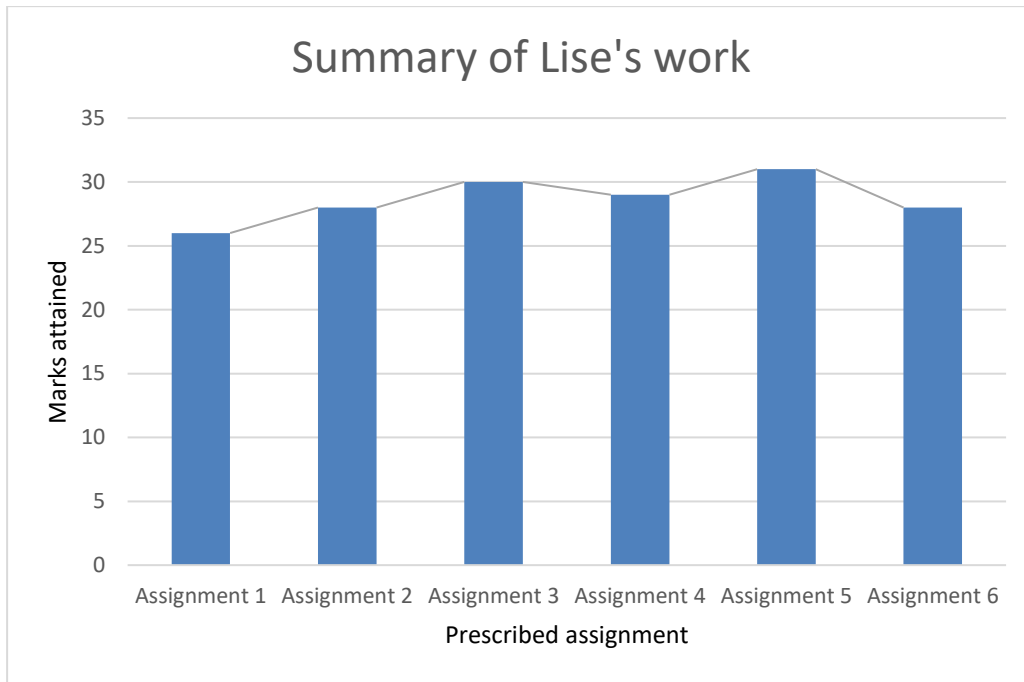 Summary of Lise's work
35
30
25
20
15
10
5
0
Marks attained
Assignment 1 Assignment 2 Assignment 3 Assignment 4 Assignment 5 Assignment 6
Prescribed assignment